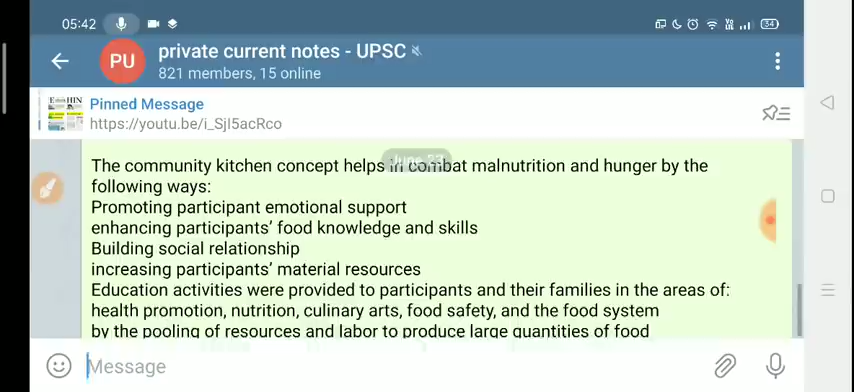 05:42
54
PU
private current notes - UPSC
821 members, 15 online
Pinned Message
https://youtu.be/i_SjI5acRco
June 23
The community kitchen concept helps in combat malnutrition and hunger by the
following ways:
Promoting participant emotional support
enhancing participants’ food knowledge and skills
Building social relationship
increasing participants’ material resources
Education activities were provided to participants and their families in the areas of:
health promotion, nutrition, culinary arts, food safety, and the food system
by the pooling of resources and labor to produce large quantities of food
Message